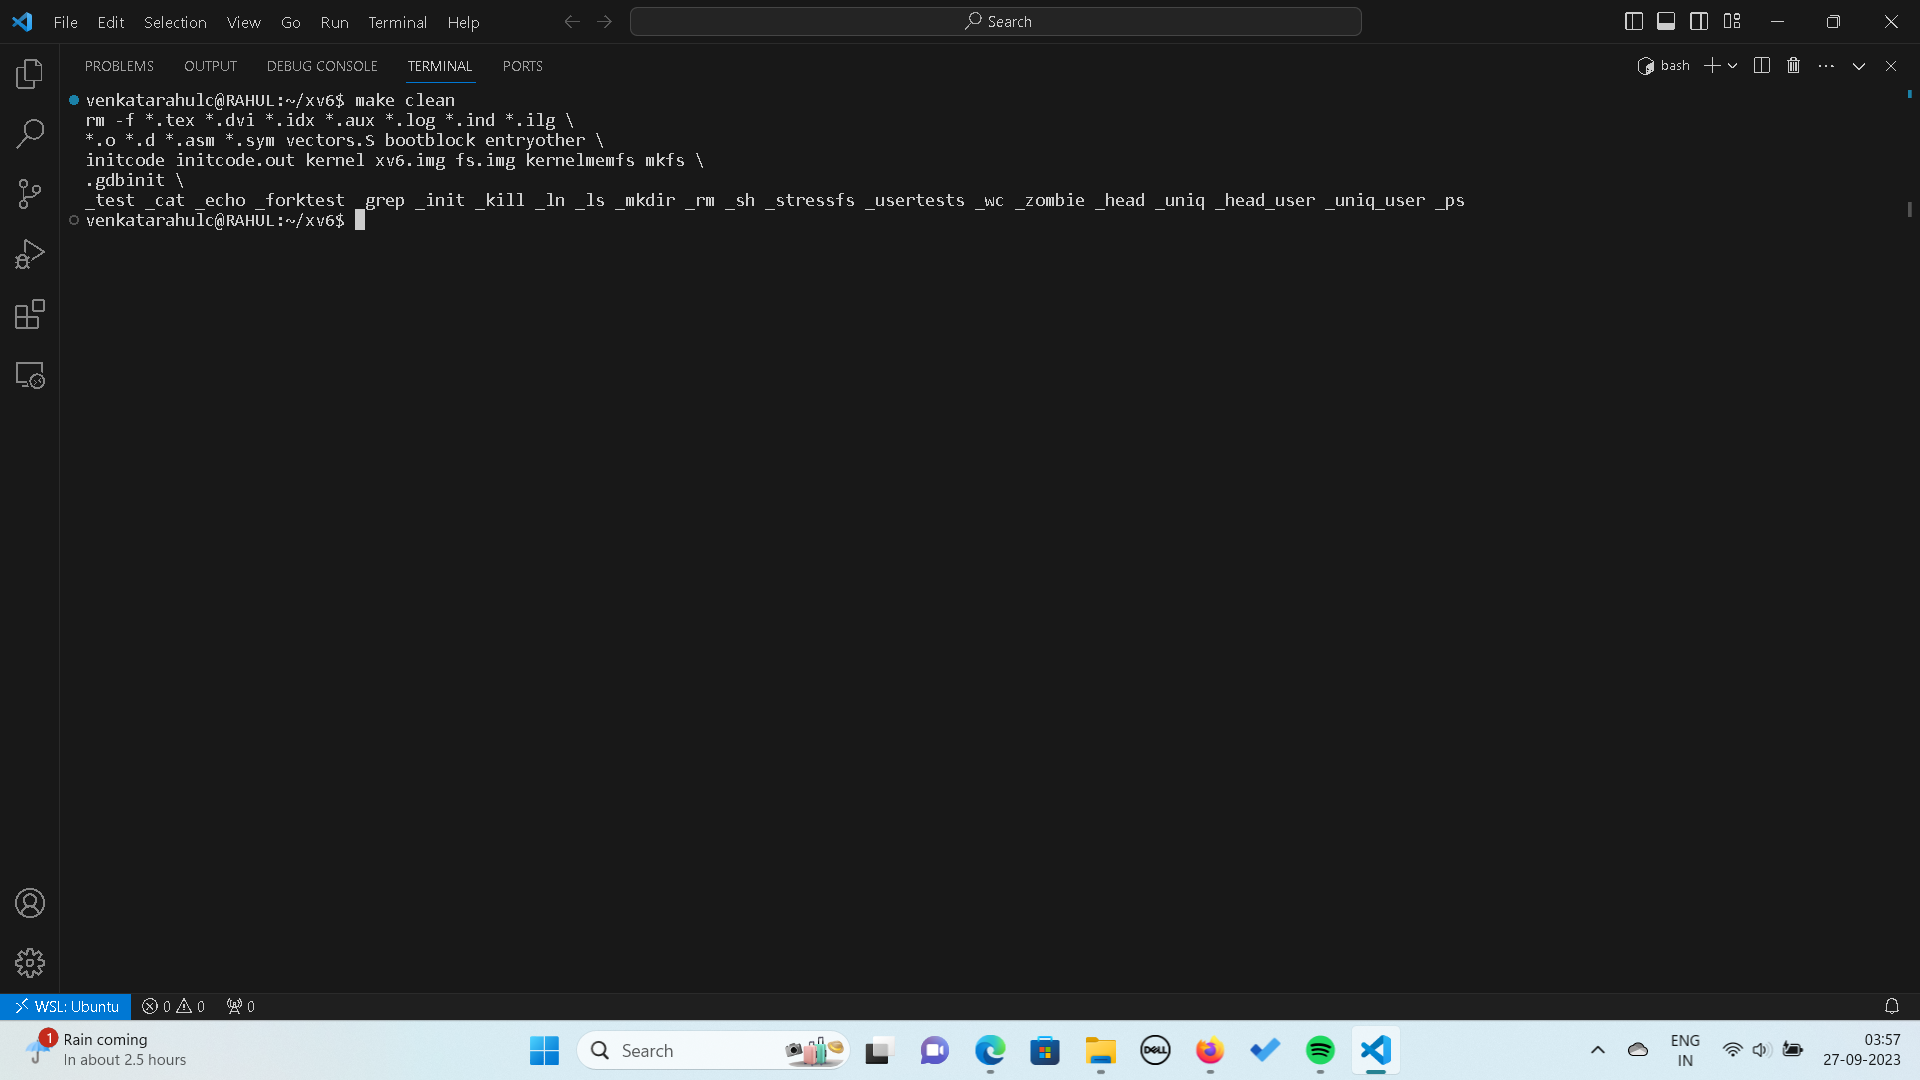 File Edit Selection View Go Run Terminal Help
Search
PROBLEMS OUTPUT DEBUG CONSOLE TERMINAL PORTS
bash
venkatarahulc@RAHUL:~/xv6$ make clean
rm -f *.tex *.dvi *.idx *.aux *.log *.ind *.ilg \
*.o *.d *.asm *.sym vectors.S bootblock entryother \
initcode initcode.out kernel xv6.img fs.img kernelmemfs mkfs \
.gdbinit \
_test _cat _echo _forktest _grep _init _kill _ln _ls _mkdir _rm _sh _stressfs _usertests _wc _zombie _head _uniq _head_user _uniq_user _ps
venkatarahulc@RAHUL:~/xv6$
WSL: Ubuntu 0 0 0
1
Rain coming
In about 2.5 hours
Search
DELL
ENG
IN
03:57
27-09-2023